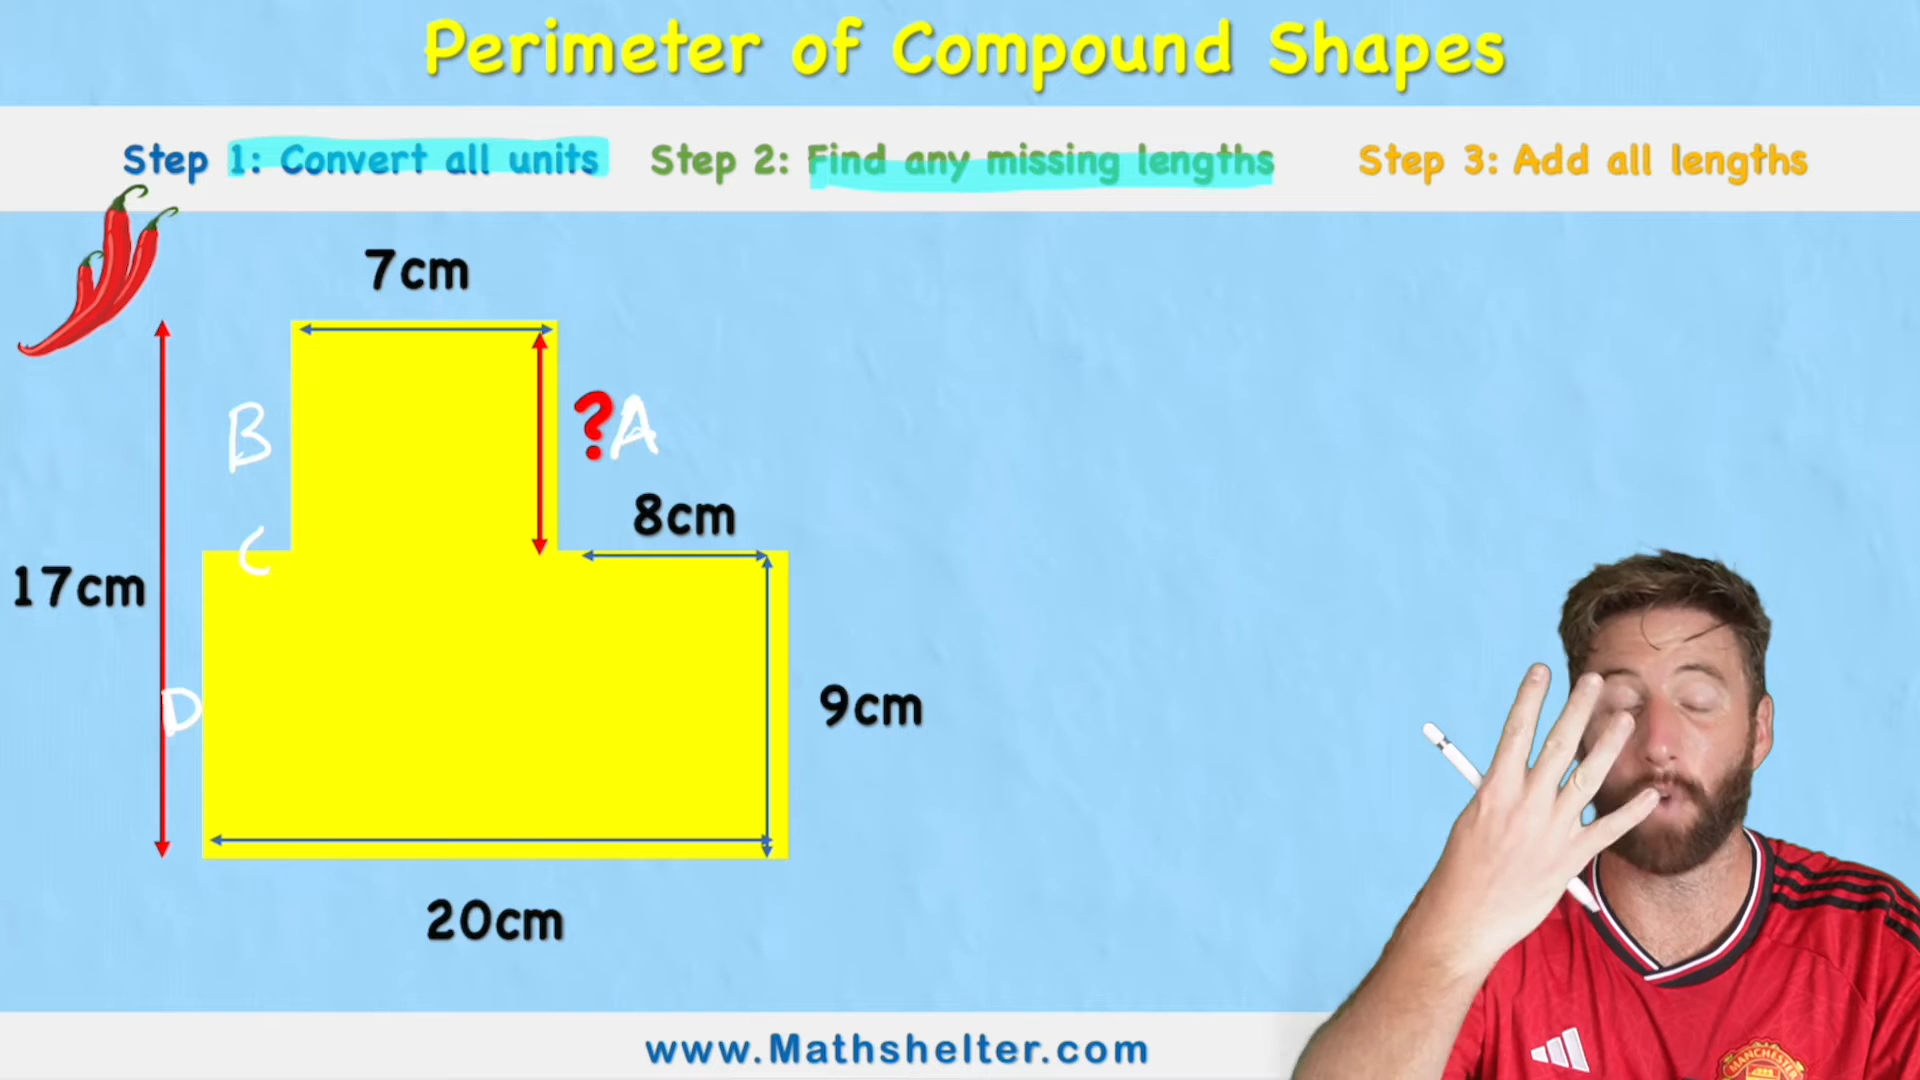 Perimeter of Compound Shapes
Step 1: Convert all units Step 2: Find any missing lengths Step 3: Add all lengths
7cm
B
?A
8cm
C
17cm
D
9cm
20cm
www.Mathshelter.com
MANCHESTER